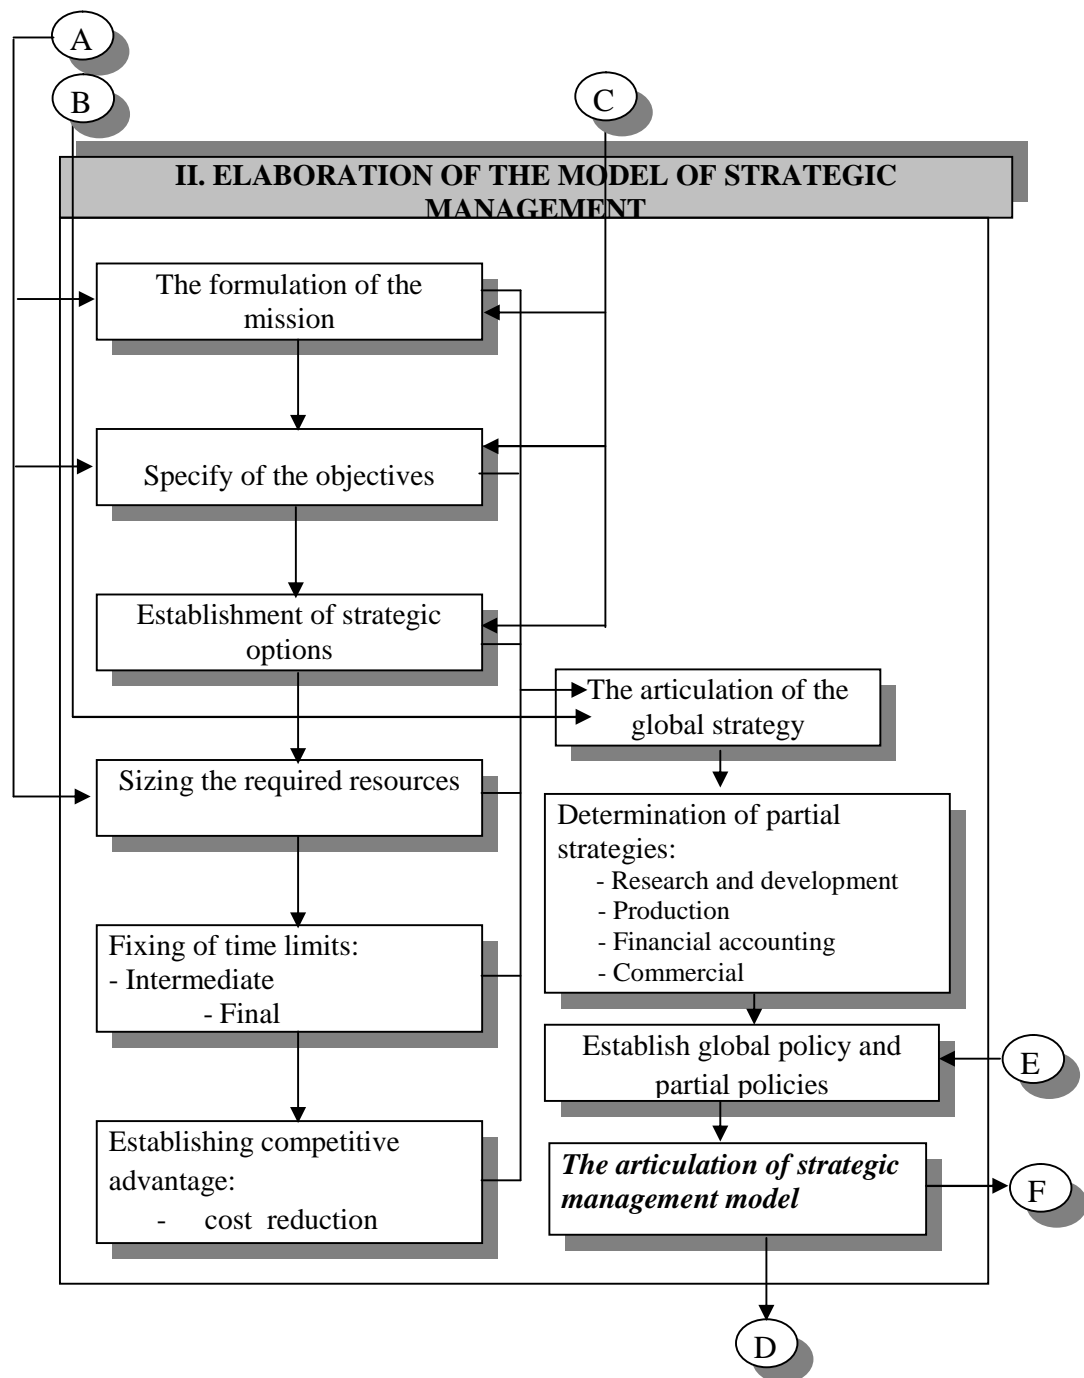 A
B
C
II. ELABORATION OF THE MODEL OF STRATEGIC
MANAGEMENT
The formulation of the
mission
Specify of the objectives
Establishment of strategic
options
Sizing the required resources
Fixing of time limits:
- Intermediate
- Final
Establishing competitive
advantage:
- cost reduction
The articulation of the
global strategy
Determination of partial
strategies:
- Research and development
- Production
- Financial accounting
- Commercial
Establish global policy and
partial policies
E
The articulation of strategic
management model
F
D